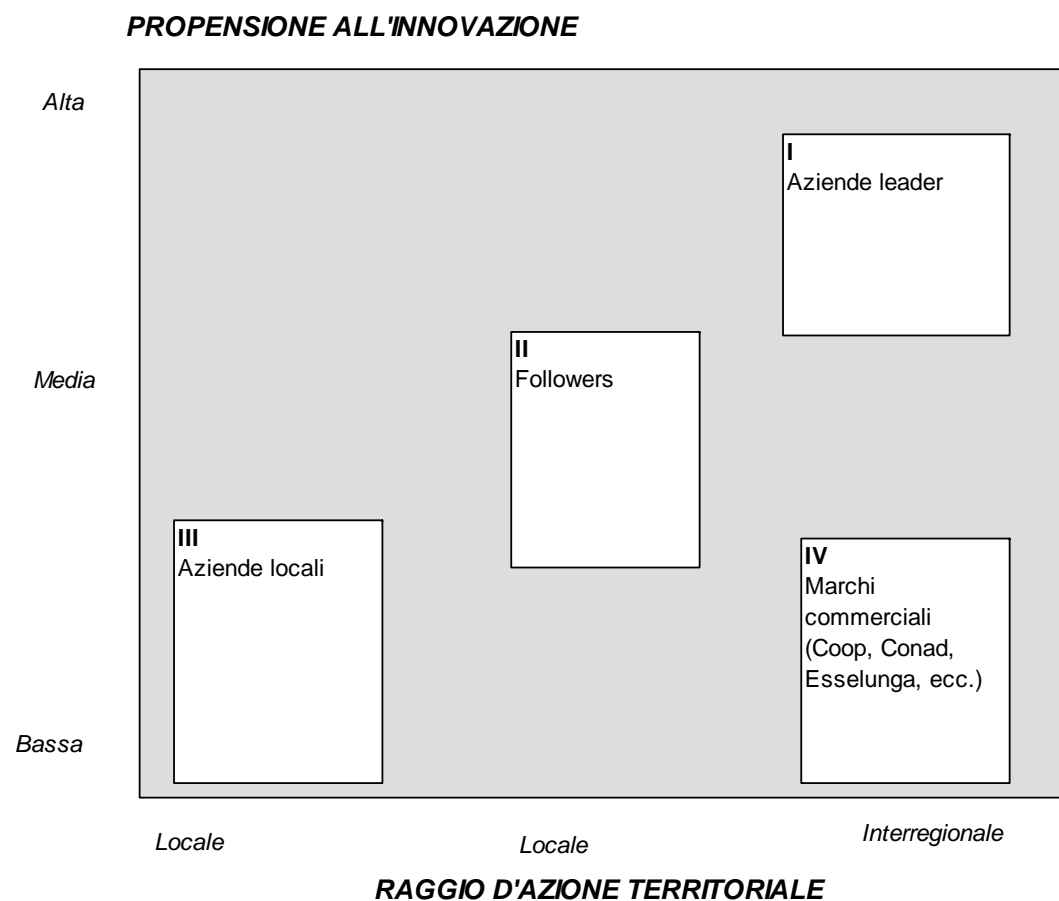 PROPENSIONE ALL'INNOVAZIONE
Alta
I
Aziende leader
II
Media
Followers
III
Aziende locali
IV
Marchi
commerciali
(Coop, Conad,
Esselunga, ecc.)
Bassa
Locale
Locale
Interregionale
RAGGIO D'AZIONE TERRITORIALE